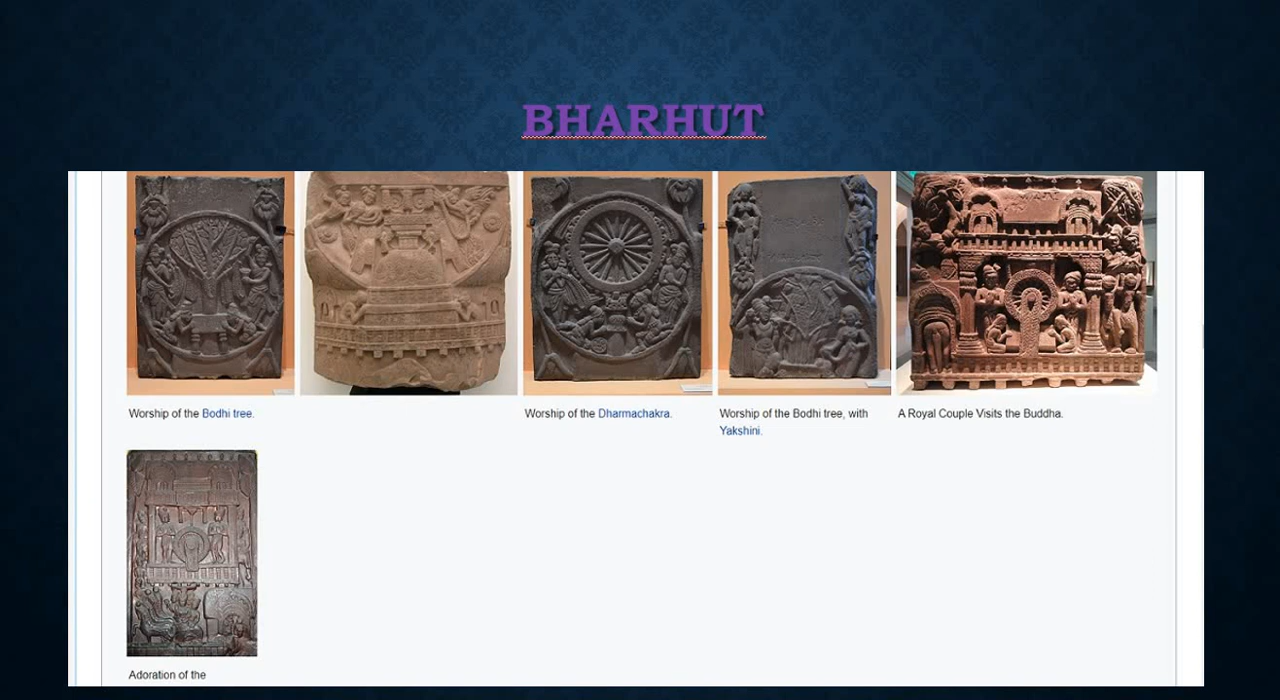 BHARHUT
Worship of the Bodhi tree.
Worship of the Dharmachakra.
Worship of the Bodhi tree, with
Yakshini.
A Royal Couple Visits the Buddha.
Adoration of the